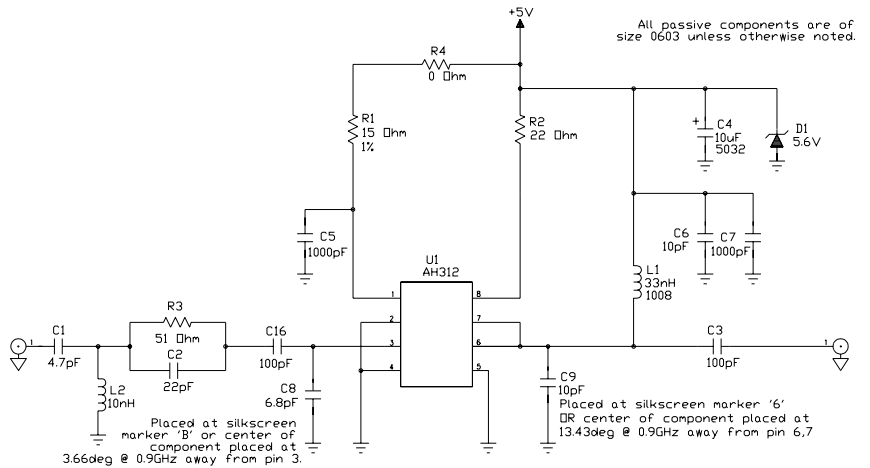 +5V
All passive components are of
size 0603 unless otherwise noted.
R4
0 Ohm
R1
15 Ohm
1%
R2
22 Ohm
+
C4
10uF
5032
D1
5.6V
C5
1000pF
C6
10pF
C7
1000pF
U1
AH312
L1
33nH
1008
1
8
2
7
3
6
4
5
R3
51 Ohm
C1
1
4.7pF
C2
22pF
C16
100pF
C3
100pF
1
L2
10nH
C8
6.8pF
C9
10pF
Placed at silkscreen
marker 'B' or center of
component placed at
3.66deg @ 0.9GHz away from pin 3.
Placed at silkscreen marker '6'
OR center of component placed at
13.43deg @ 0.9GHz away from pin 6,7